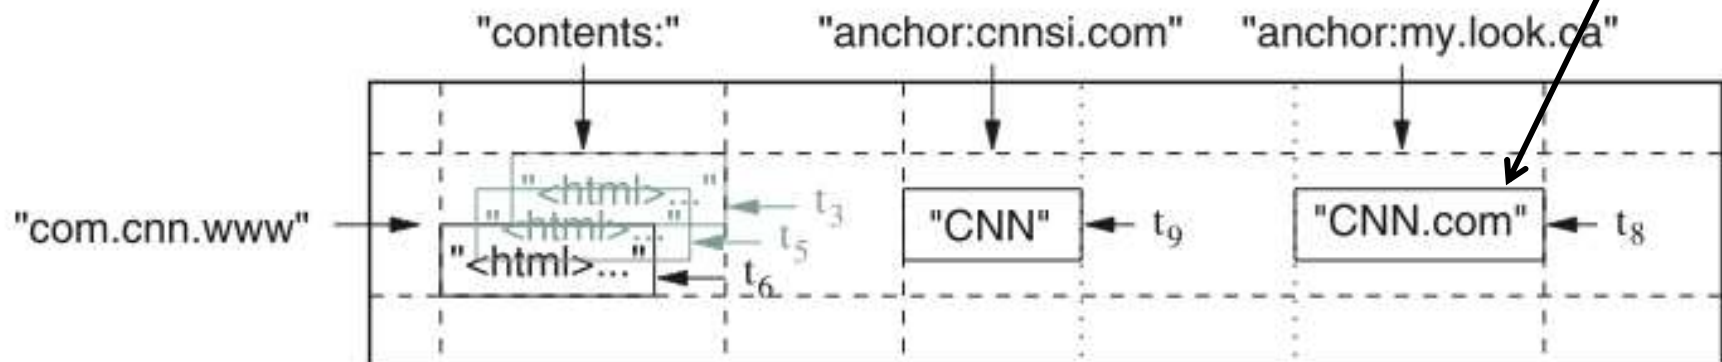 "contents:" "anchor:cnnsi.com" "anchor:my.look.ca"
"<html>..." t3
"com.cnn.www" "<html>..." t5 "CNN" t9 "CNN.com" t8
"<html>..." t6